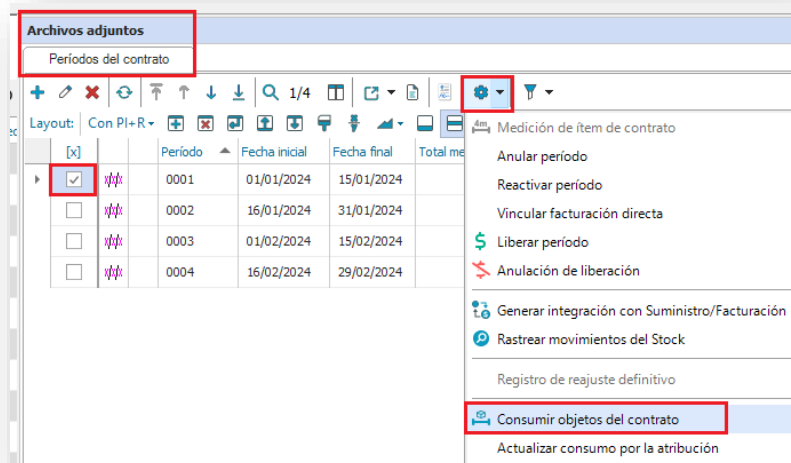 Archivos adjuntos
Períodos del contrato
1/4
Layout: Con PI+R
[x] Período Fecha inicial Fecha final Total me
0001 01/01/2024 15/01/2024
0002 16/01/2024 31/01/2024
0003 01/02/2024 15/02/2024
0004 16/02/2024 29/02/2024
Medición de ítem de contrato
Anular período
Reactivar período
Vincular facturación directa
Liberar período
Anulación de liberación
Generar integración con Suministro/Facturación
Rastrear movimientos del Stock
Registro de reajuste definitivo
Consumir objetos del contrato
Actualizar consumo por la atribución